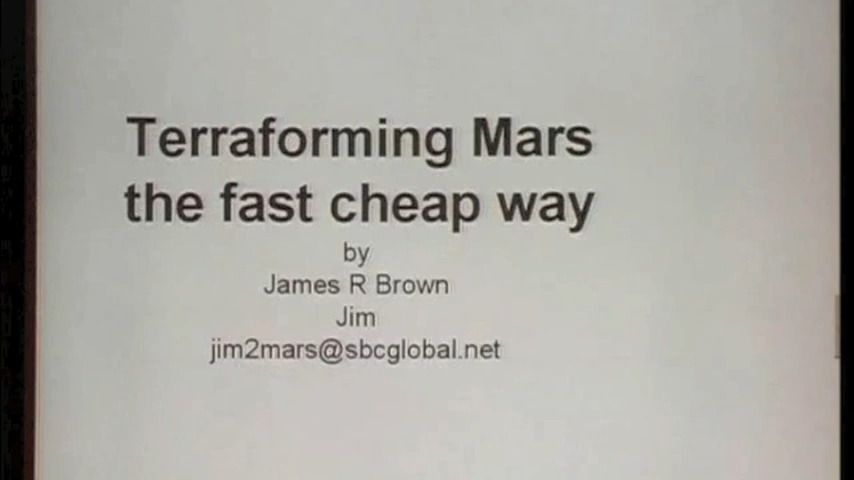 Terraforming Mars
the fast cheap way
by
James R Brown
Jim
jim2mars@sbcglobal.net